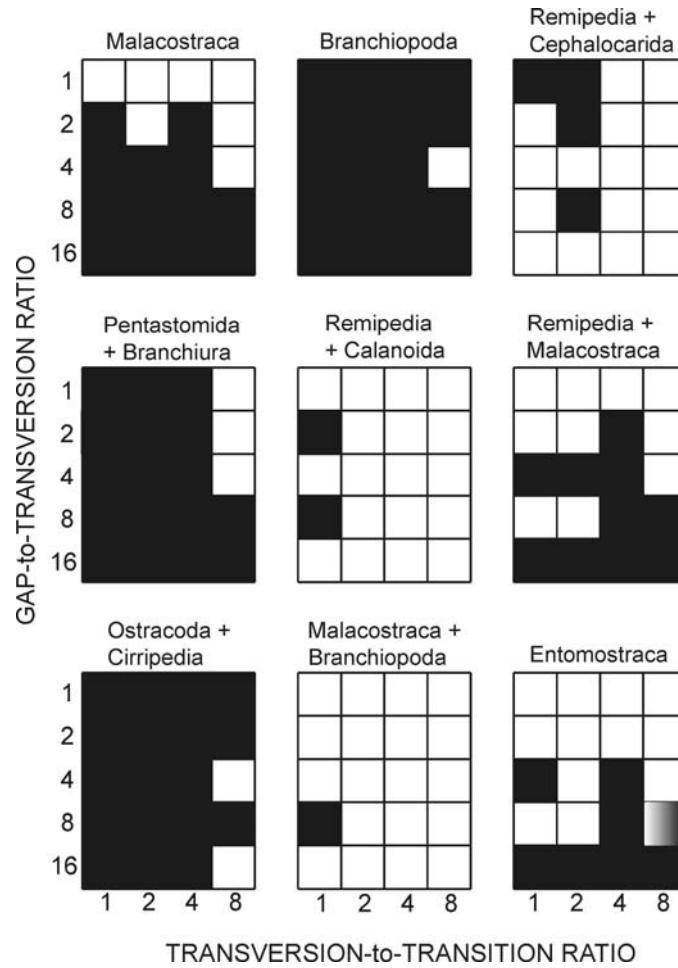 Malacostraca
Branchiopoda
Remipedia +
Cephalocarida
1
2
4
8
16
GAP-to-TRANSVERSION RATIO
Pentastomida
+ Branchiura
Remipedia
+ Calanoida
Remipedia +
Malacostraca
1
2
4
8
16
Ostracoda +
Cirripedia
Malacostraca +
Branchiopoda
Entomostraca
1
2
4
8
16
1 2 4 8
1 2 4 8
1 2 4 8
TRANSVERSION-to-TRANSITION RATIO